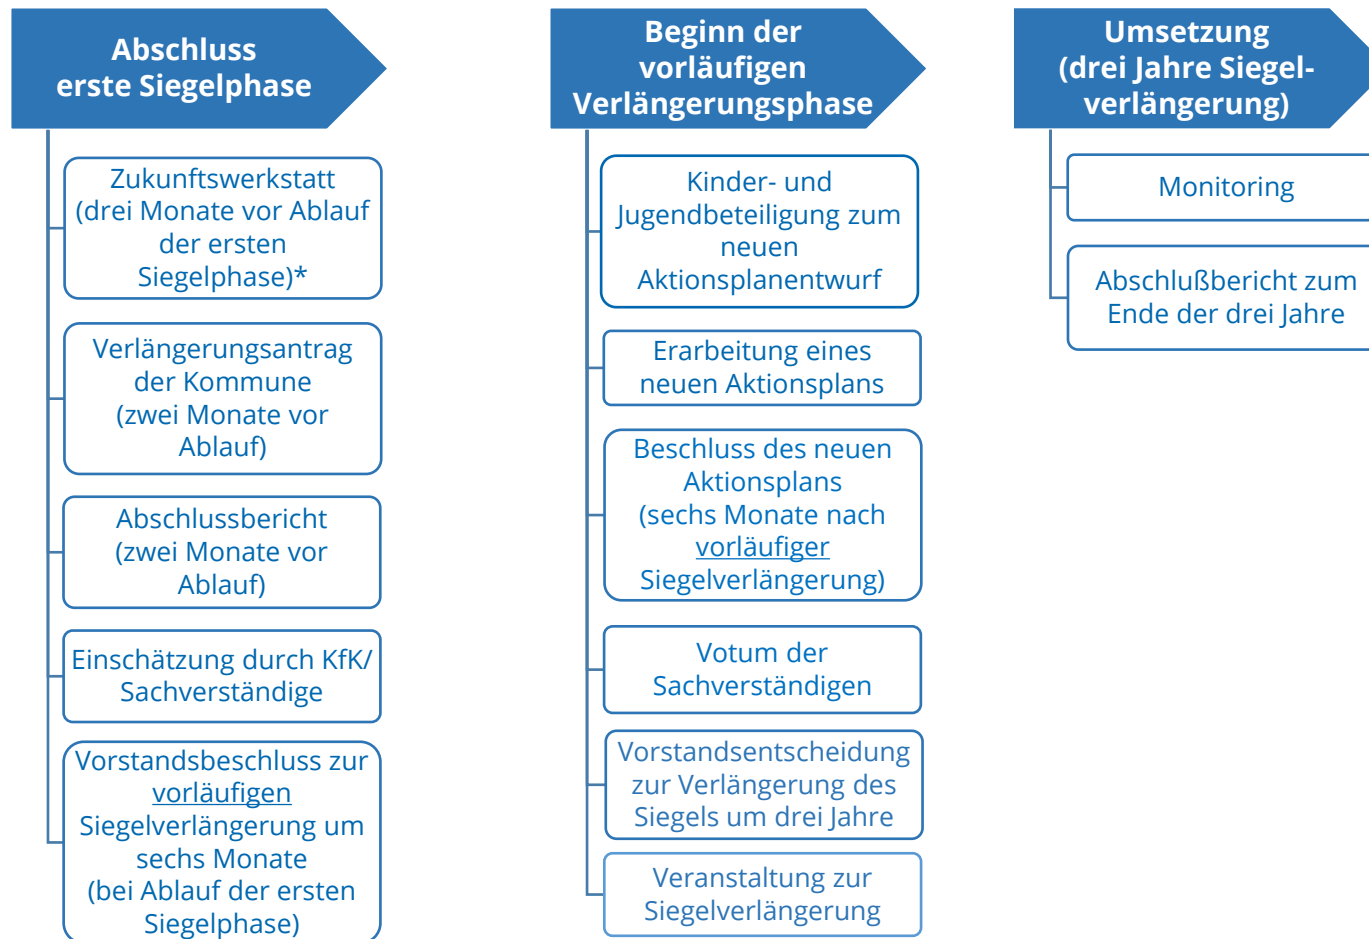 Abschluss
erste Siegelphase
Zukunftswerkstatt
(drei Monate vor Ablauf
der ersten
Siegelphase)*
Verlängerungsantrag
der Kommune
(zwei Monate vor
Ablauf)
Abschlussbericht
(zwei Monate vor
Ablauf)
Einschätzung durch KfK/
Sachverständige
Vorstandsbeschluss zur
vorläufigen
Siegelverlängerung um
sechs Monate
(bei Ablauf der ersten
Siegelphase)
Beginn der
vorläufigen
Verlängerungsphase
Kinder- und
Jugendbeteiligung zum
neuen
Aktionsplanentwurf
Erarbeitung eines
neuen Aktionsplans
Beschluss des neuen
Aktionsplans
(sechs Monate nach
vorläufiger
Siegelverlängerung)
Votum der
Sachverständigen
Vorstandsentscheidung
zur Verlängerung des
Siegels um drei Jahre
Veranstaltung zur
Siegelverlängerung
Umsetzung
(drei Jahre Siegel-
verlängerung)
Monitoring
Abschlußbericht zum
Ende der drei Jahre